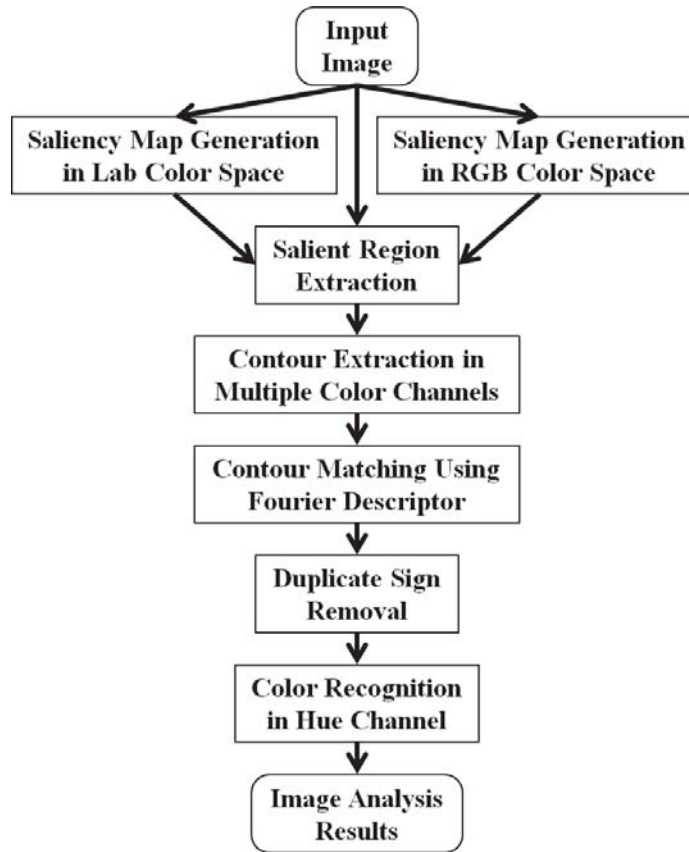 Input
Image
Saliency Map Generation
in Lab Color Space
Saliency Map Generation
in RGB Color Space
Salient Region
Extraction
Contour Extraction in
Multiple Color Channels
Contour Matching Using
Fourier Descriptor
Duplicate Sign
Removal
Color Recognition
in Hue Channel
Image Analysis
Results